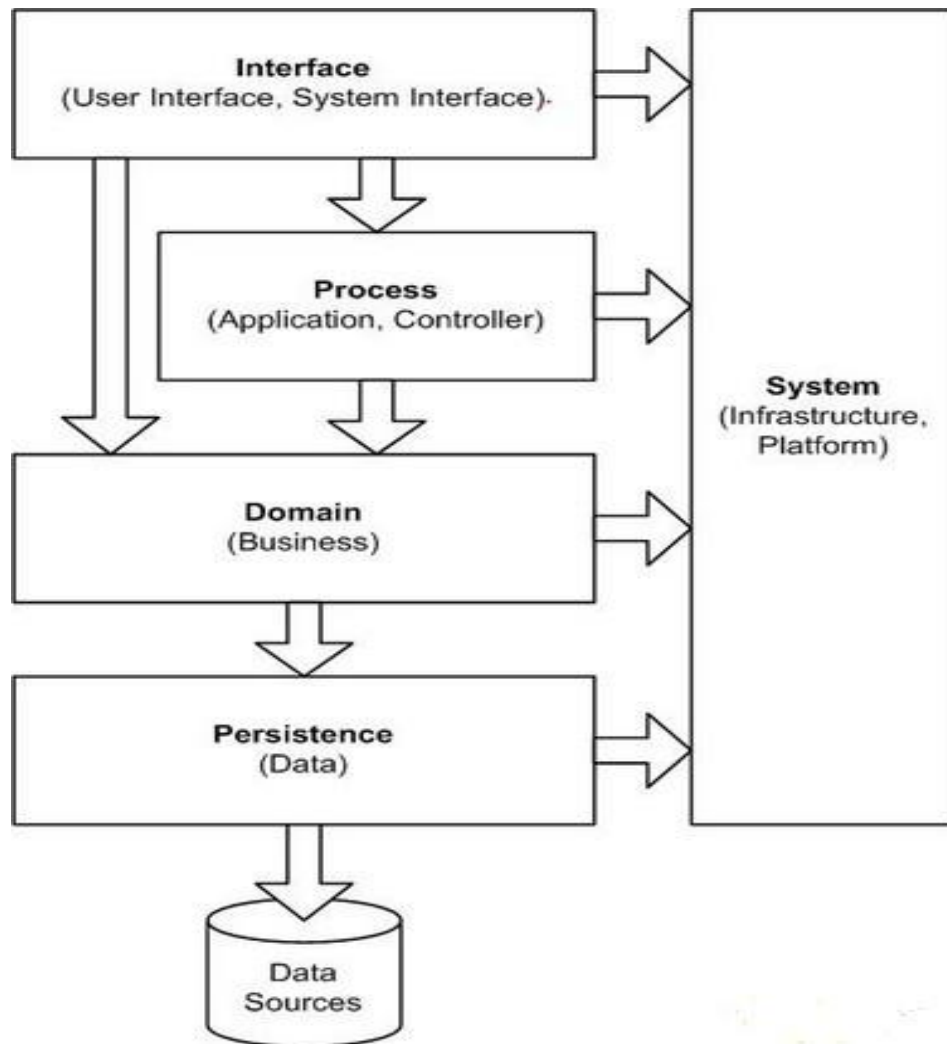 Interface
(User Interface, System Interface)
Process
(Application, Controller)
System
(Infrastructure,
Platform)
Domain
(Business)
Persistence
(Data)
Data
Sources